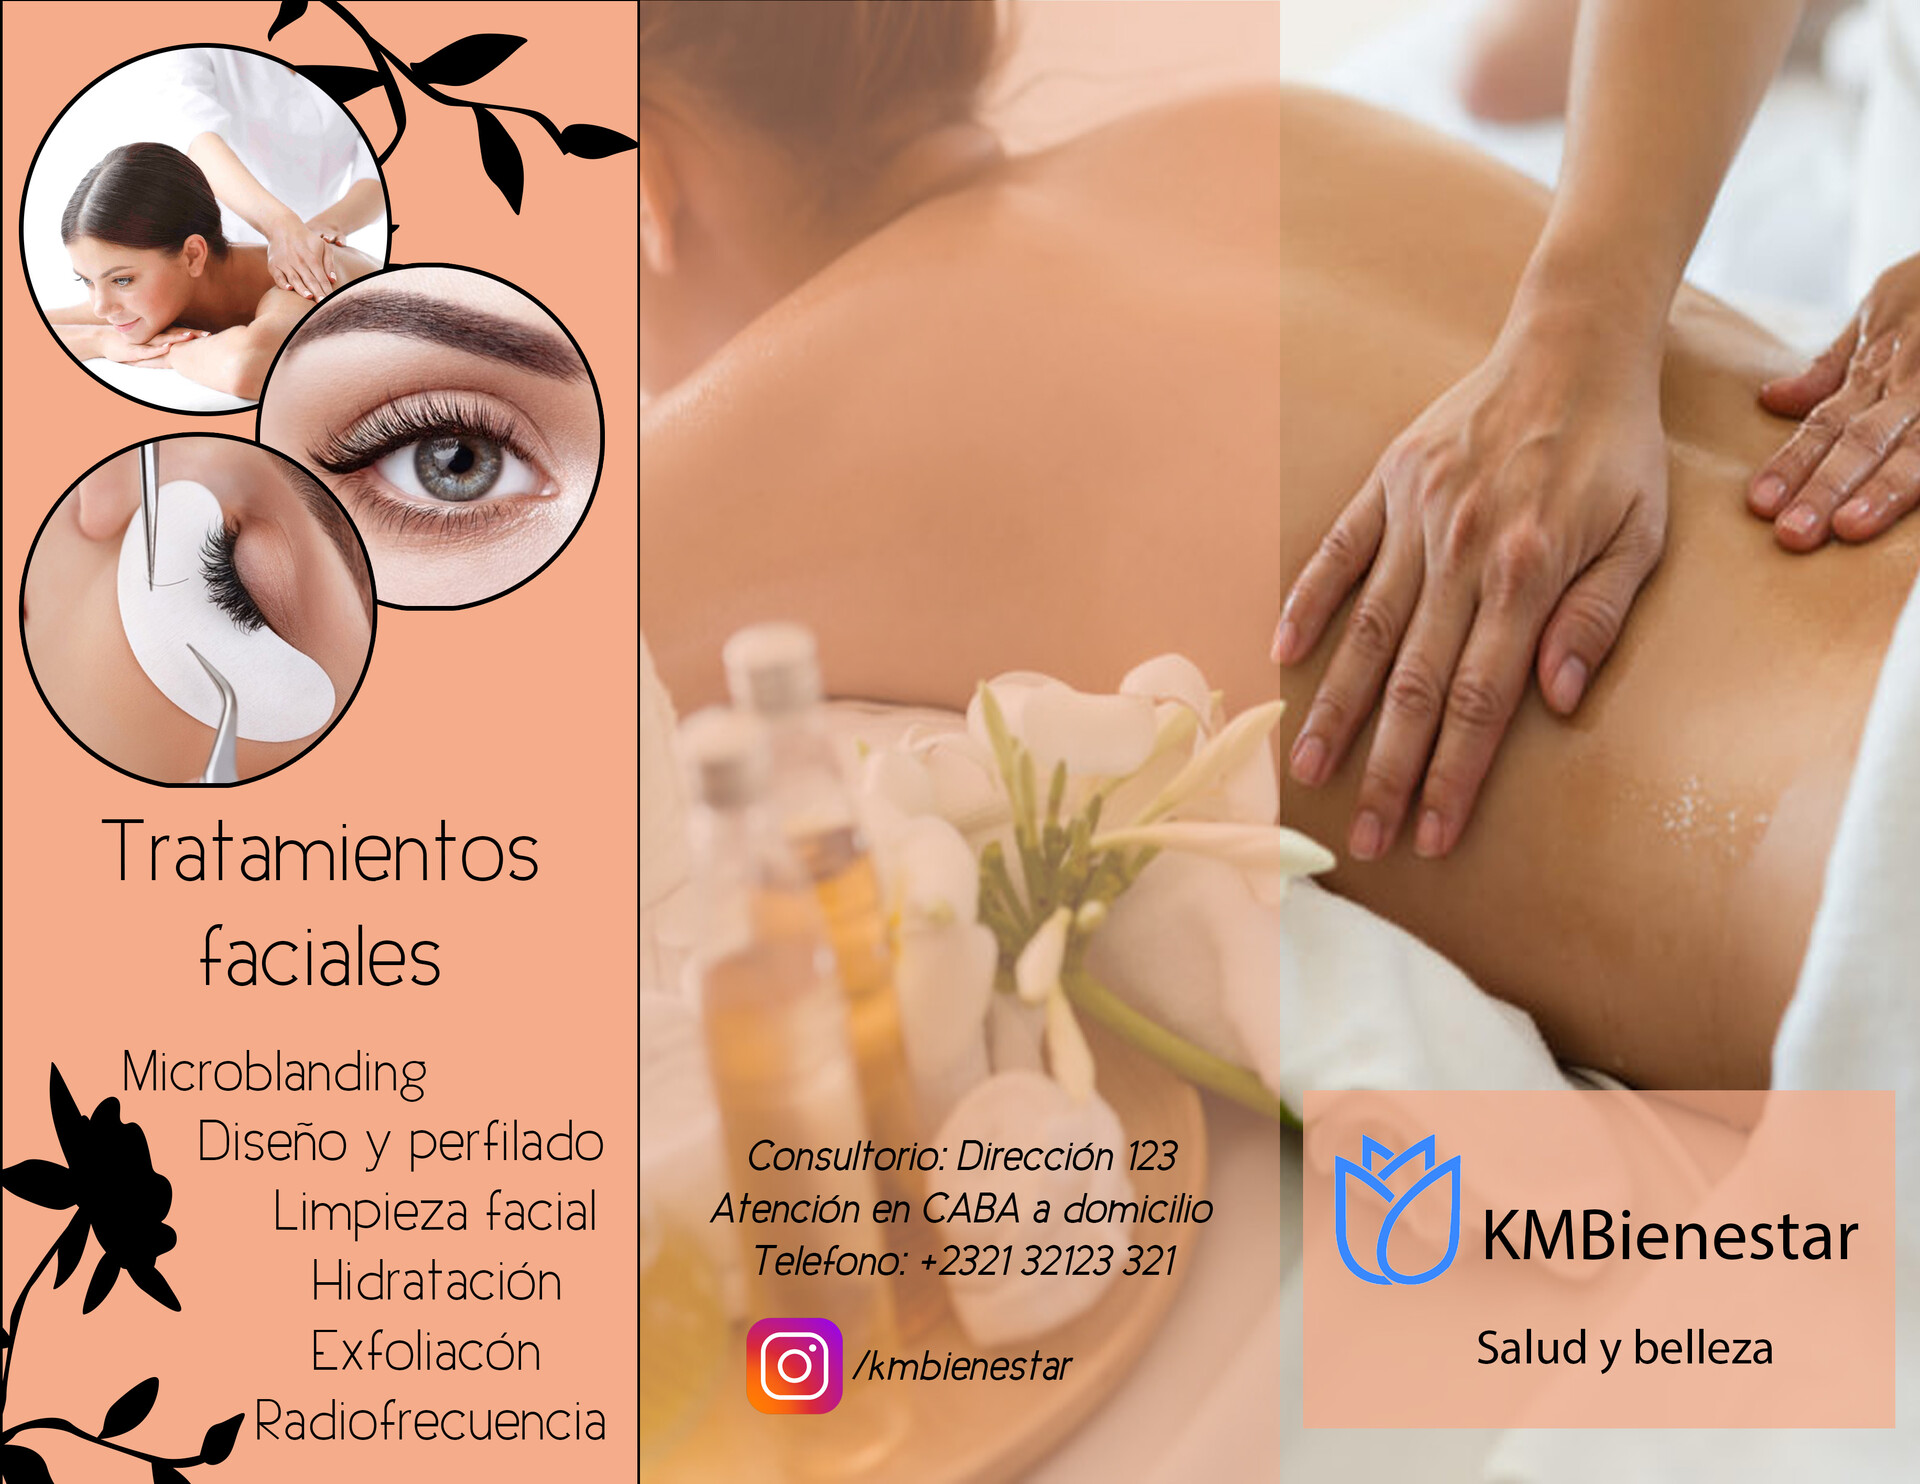 Tratamientos
faciales
Microblanding
Diseño y perfilado
Limpieza facial
Hidratación
Exfoliacón
Radiofrecuencia
Consultorio: Dirección 123
Atención en CABA a domicilio
Telefono: +2321 32123 321
/kmbienestar
KMBienestar
Salud y belleza